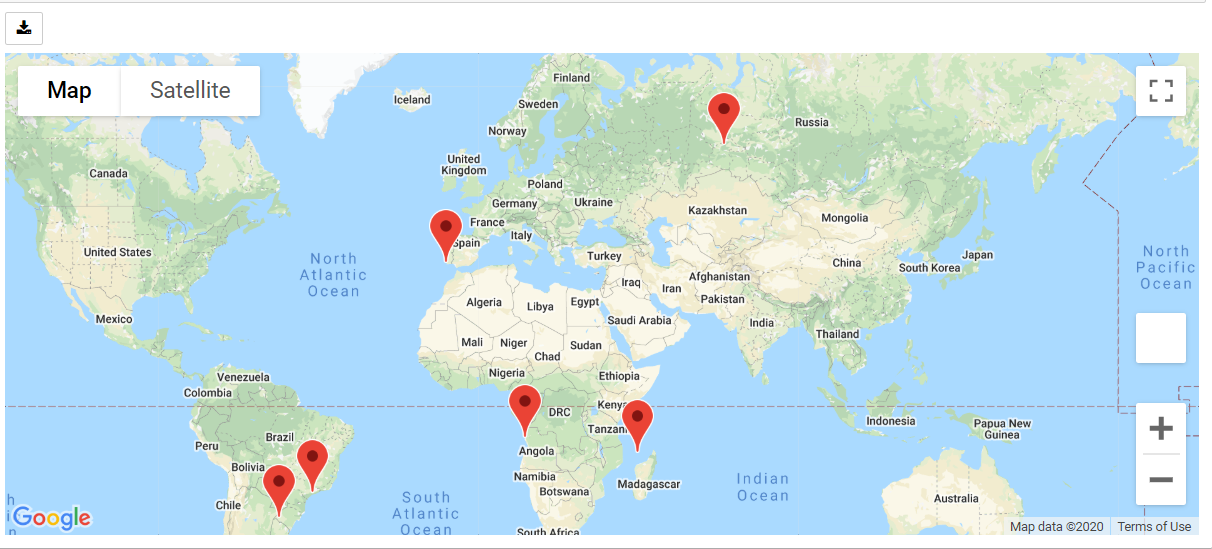 Map
Satellite
Iceland
Finland
Sweden
Norway
Russia
Canada
United
Kingdom
Poland
Germany
Ukraine
France
Kazakhstan
Mongolia
Spain
Italy
United States
Turkey
North
Atlantic
Ocean
China
Japan
South Korea
North
Pacific
Ocean
Afghanistan
Iraq
Iran
Pakistan
Algeria
Libya
Egypt
Saudi Arabia
Mexico
India
Thailand
Mali
Niger
Sudan
Chad
Nigeria
Ethiopia
Venezuela
Colombia
DRC
Kenya
Indonesia
Papua New
Guinea
Tanzan
Brazil
Peru
Angola
Bolivia
Namibia
Botswana
Madagascar
Indian
Ocean
Chile
South
Atlantic
Ocean
Australia
South Africa
h
i
n
Google
Map data ©2020
Terms of Use